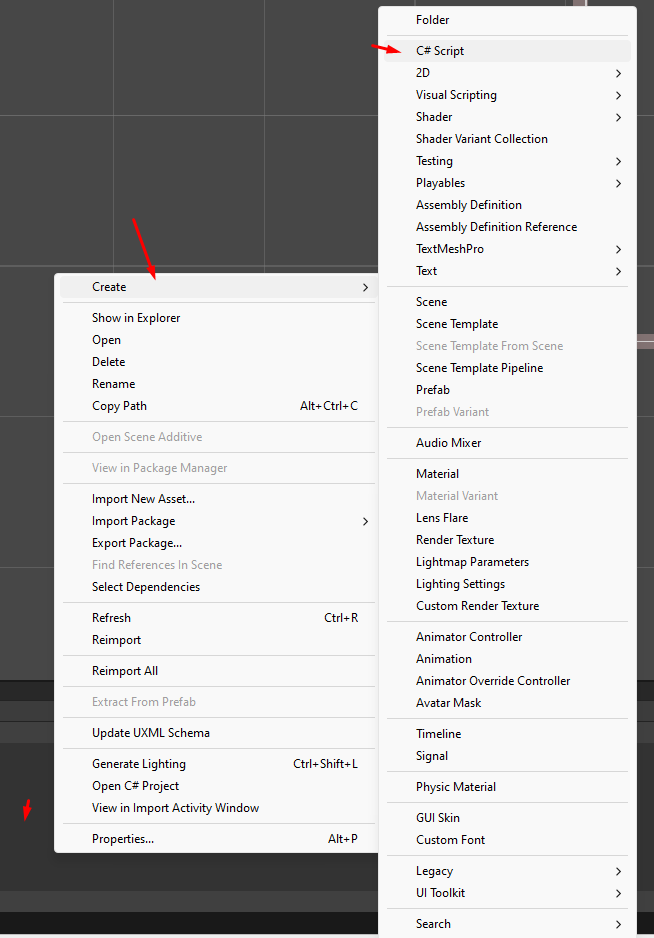 Create
Show in Explorer
Open
Delete
Rename
Copy Path Alt+Ctrl+C
Open Scene Additive
View in Package Manager
Import New Asset...
Import Package
Export Package...
Find References In Scene
Select Dependencies
Refresh Ctrl+R
Reimport
Reimport All
Extract From Prefab
Update UXML Schema
Generate Lighting Ctrl+Shift+L
Open C# Project
View in Import Activity Window
Properties... Alt+P
Folder
C# Script
2D
Visual Scripting
Shader
Shader Variant Collection
Testing
Playables
Assembly Definition
Assembly Definition Reference
TextMeshPro
Text
Scene
Scene Template
Scene Template From Scene
Scene Template Pipeline
Prefab
Prefab Variant
Audio Mixer
Material
Material Variant
Lens Flare
Render Texture
Lightmap Parameters
Lighting Settings
Custom Render Texture
Animator Controller
Animation
Animator Override Controller
Avatar Mask
Timeline
Signal
Physic Material
GUI Skin
Custom Font
Legacy
UI Toolkit
Search